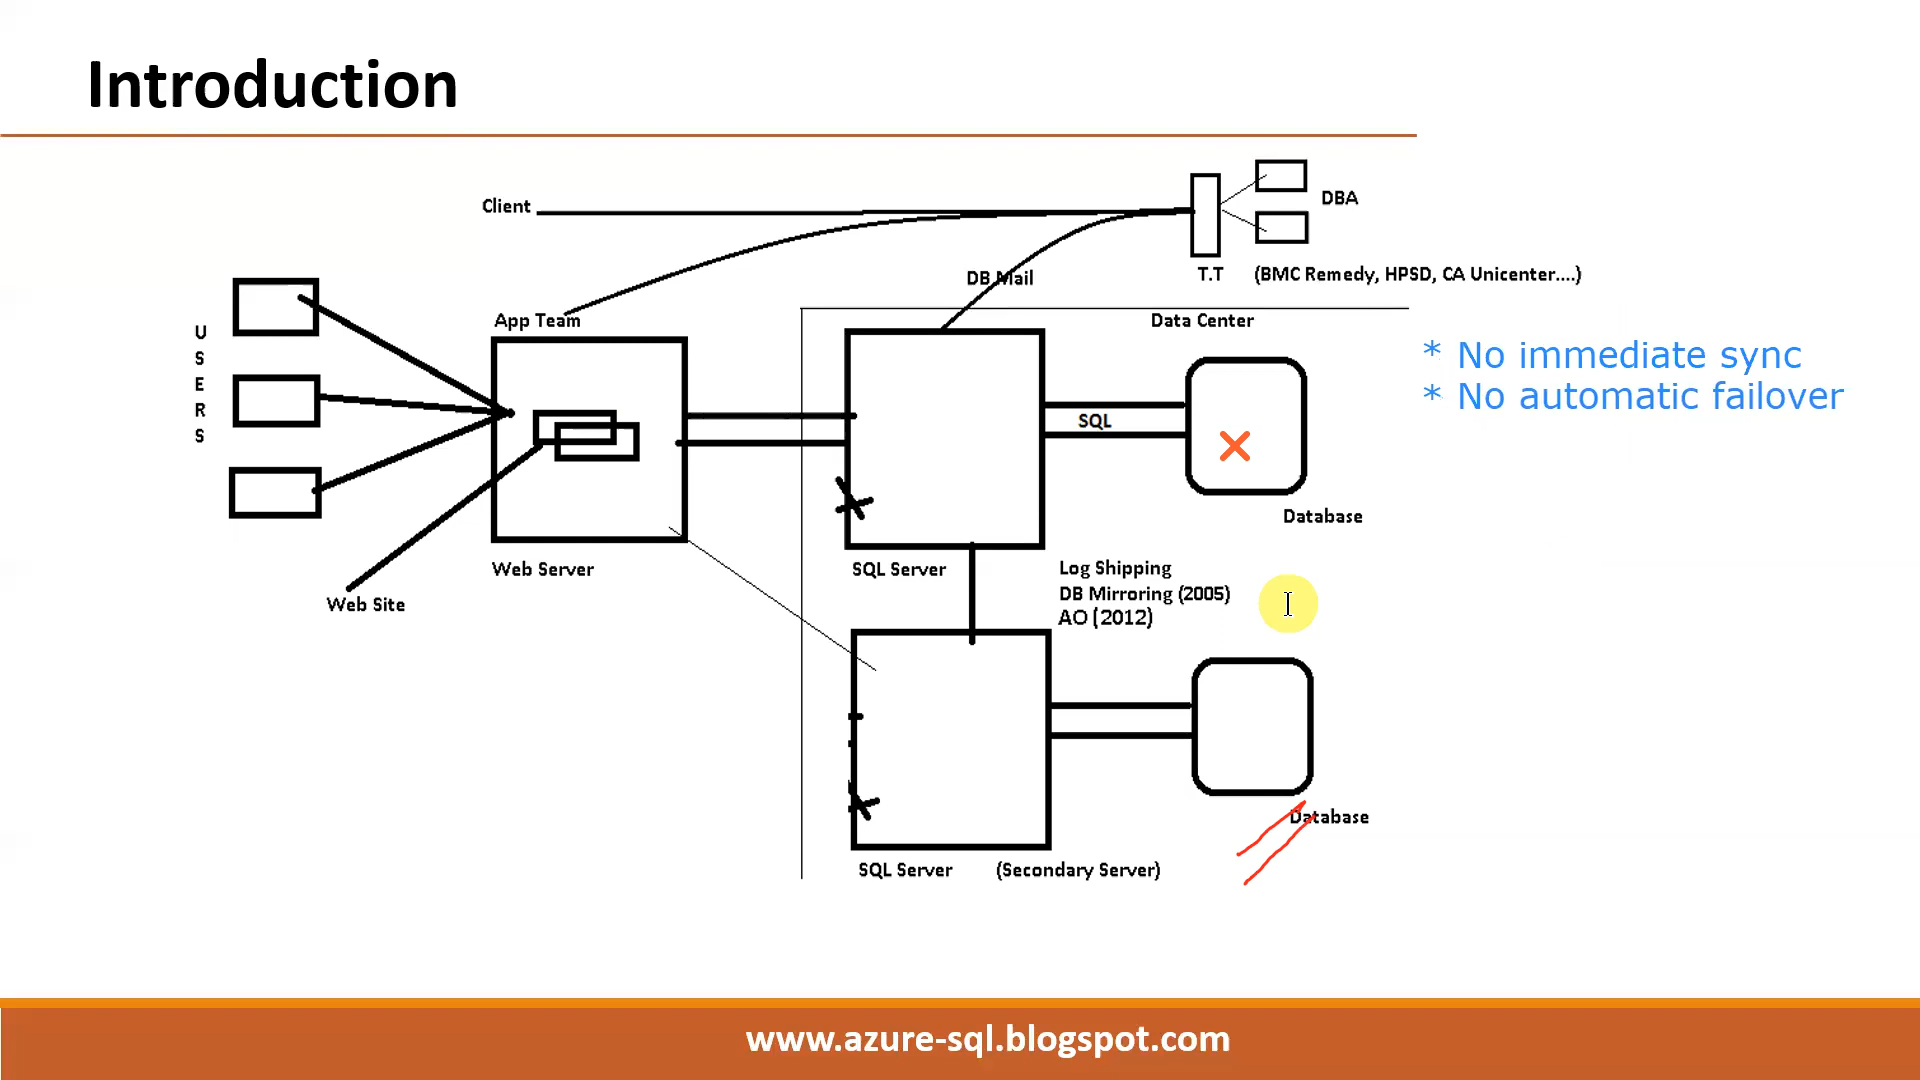 Introduction
Client
DBA
DB Mail
T.T
(BMC Remedy, HPSD, CA Unicenter....)
App Team
Data Center
U
S
E
R
S
* No immediate sync
* No automatic failover
SQL
Database
Web Server
SQL Server
Log Shipping
DB Mirroring (2005)
AO (2012)
Web Site
Database
SQL Server
(Secondary Server)
www.azure-sql.blogspot.com